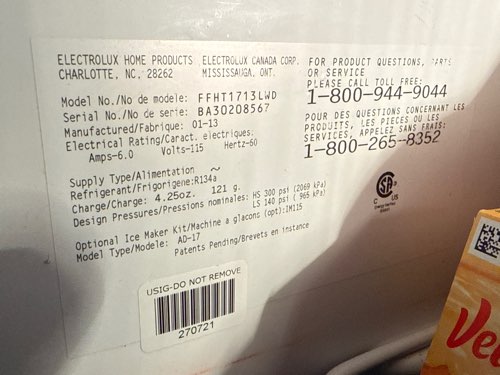 ELECTROLUX HOME PRODUCTS ELECTROLUX CANADA CORP.
CHARLOTTE, NC. 28262 MISSISSAUGA, ONT.
Model No./No de modele: FFHT1713LWD
Serial No./No de serie: BA30208567
Manufactured/Fabrique: 01-13
Electrical Rating/Caract. electriques:
Amps-6.0 Volts-115 Hertz-60
Supply Type/Alimentation ~
Refrigerant/Frigorigene:R134a
Charge/Charge: 4.25oz. 121 g.
Design Pressures/Pressions nominales: HS 300 psi (2069 kPa)
LS 140 psi ( 965 kPa)
Optional Ice Maker Kit/Machine a glacons (opt):IM115
Model Type/Modele: AD-17
Patents Pending/Brevets en instance
FOR PRODUCT QUESTIONS, PARTS
OR SERVICE
PLEASE CALL TOLL FREE:
1-800-944-9044
POUR DES QUESTIONS CONCERNANT LES
PRODUITS, LES PIECES OU LES
SERVICES, APPELEZ SANS FRAIS:
1-800-265-8352
C US
USIG-DO NOT REMOVE
270721